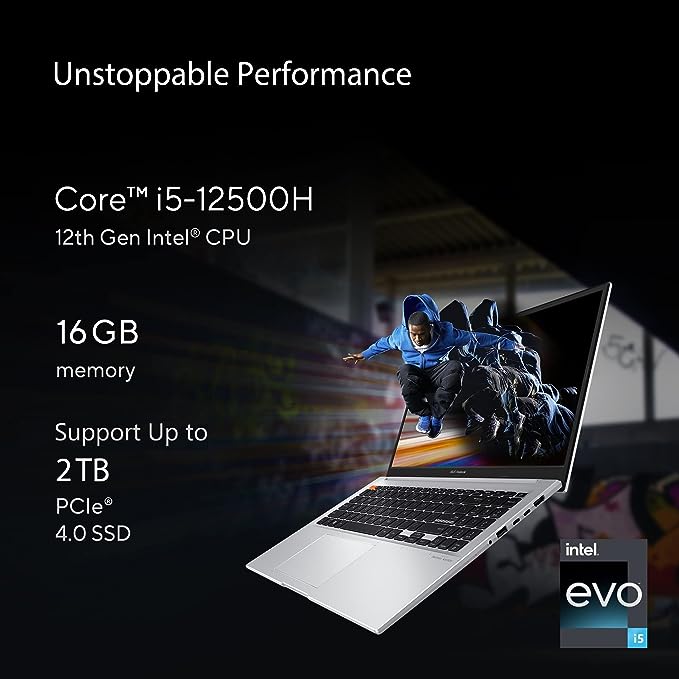 Unstoppable Performance
Core™ i5-12500H
12th Gen Intel® CPU
16GB
memory
Support Up to
2TB
PCIe®
4.0 SSD
intel.
evo
i5